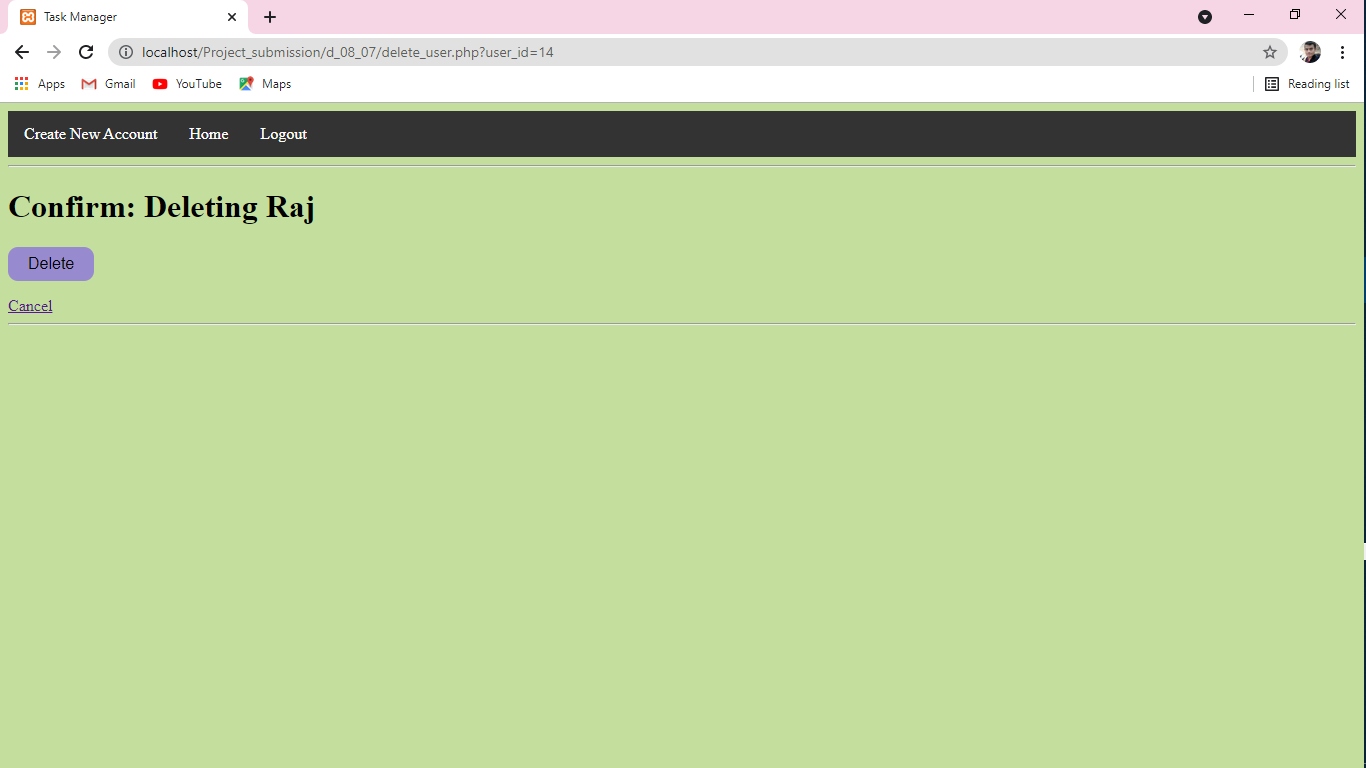 Task Manager
localhost/Project_submission/d_08_07/delete_user.php?user_id=14
Apps Gmail YouTube Maps Reading list
Create New Account Home Logout
Confirm: Deleting Raj
Delete
Cancel